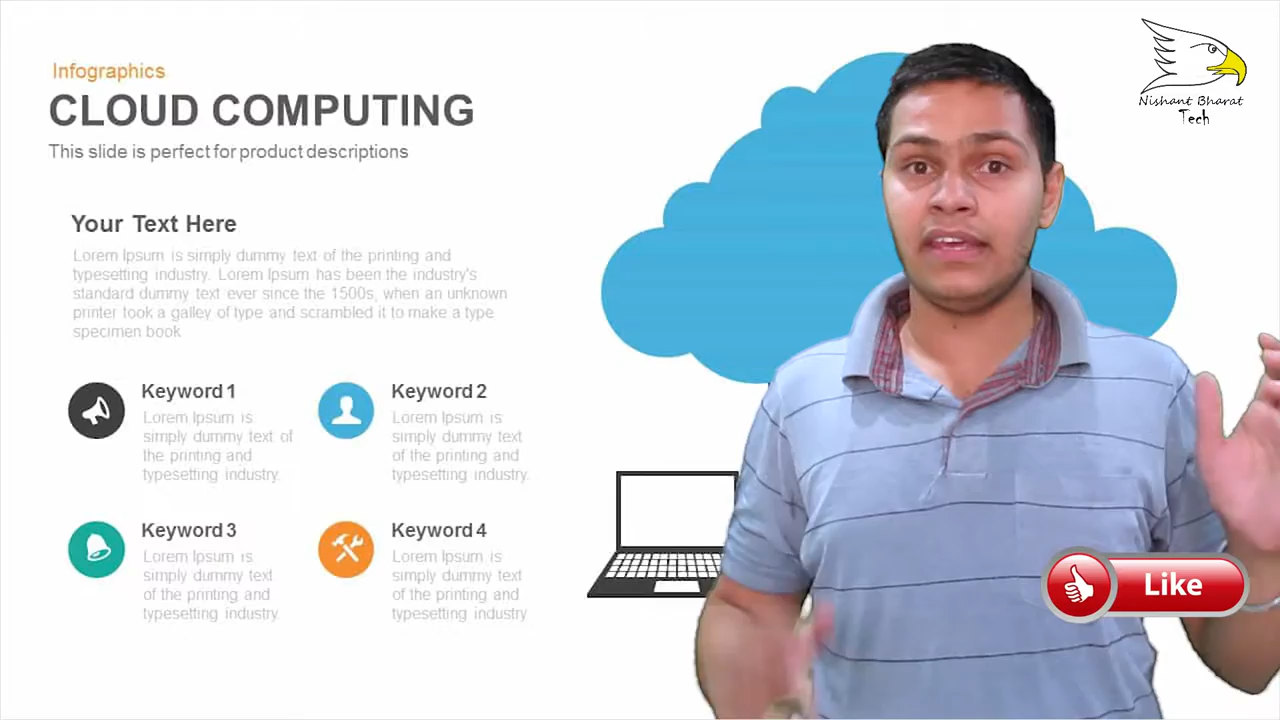 Infographics
CLOUD COMPUTING
This slide is perfect for product descriptions
Your Text Here
Lorem Ipsum is simply dummy text of the printing and
typesetting industry. Lorem Ipsum has been the industry's
standard dummy text ever since the 1500s, when an unknown
printer took a galley of type and scrambled it to make a type
specimen book
Keyword 1
Lorem Ipsum is
simply dummy text of
the printing and
typesetting industry.
Keyword 2
Lorem Ipsum is
simply dummy text
of the printing and
typesetting industry.
Keyword 3
Lorem Ipsum is
simply dummy text
of the printing and
typesetting industry
Keyword 4
Lorem Ipsum is
simply dummy text
of the printing and
typesetting industry
Nishant Bharat
Tech
Like